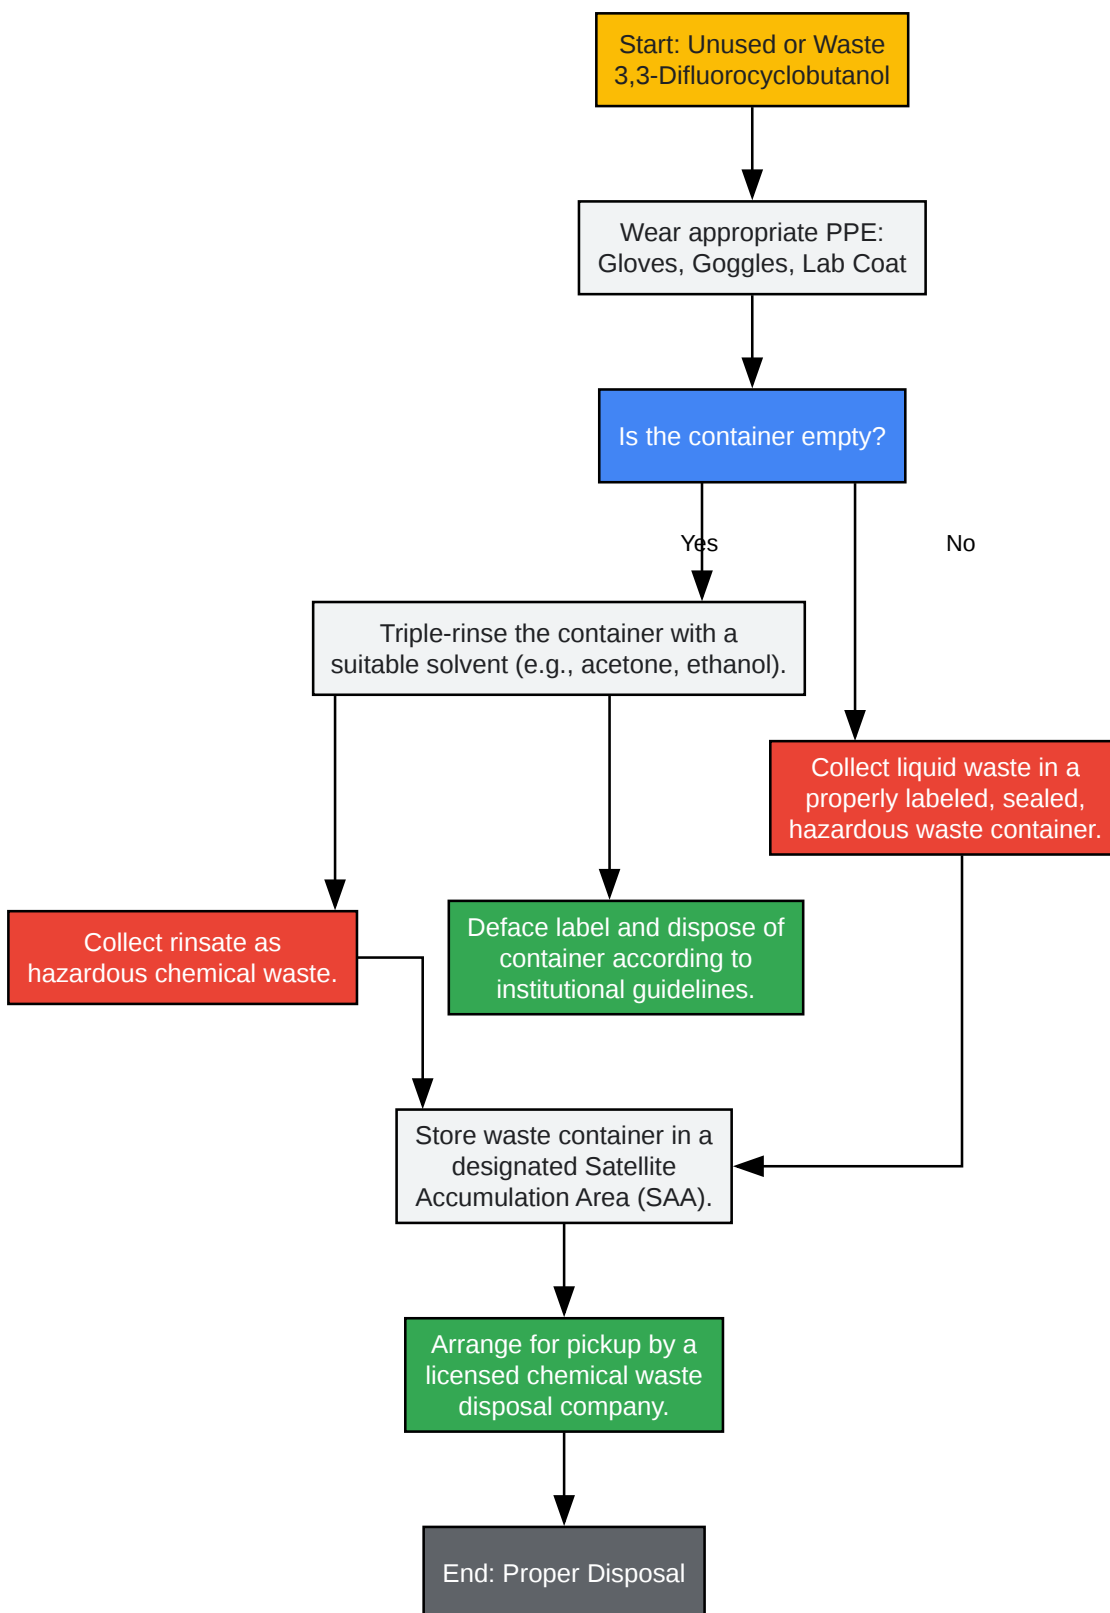 Start: Unused or Waste
3,3-Difluorocyclobutanol
Wear appropriate PPE:
Gloves, Goggles, Lab Coat
Is the container empty?
Yes
No
Triple-rinse the container with a
suitable solvent (e.g., acetone, ethanol).
Collect liquid waste in a
properly labeled, sealed,
hazardous waste container.
Collect rinsate as
hazardous chemical waste.
Deface label and dispose of
container according to
institutional guidelines.
Store waste container in a
designated Satellite
Accumulation Area (SAA).
Arrange for pickup by a
licensed chemical waste
disposal company.
End: Proper Disposal